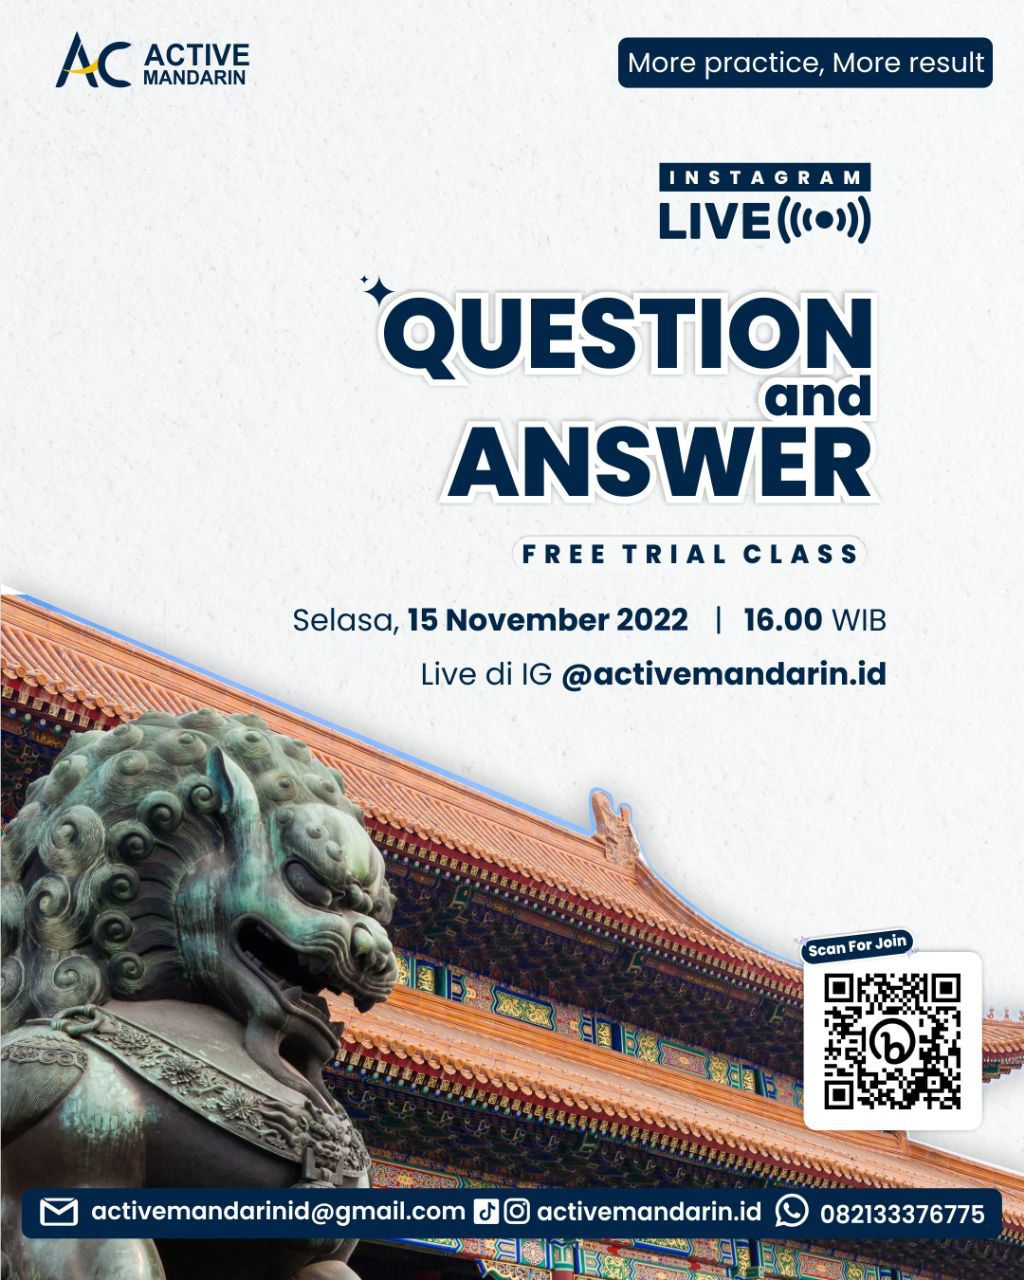 AC ACTIVE
MANDARIN
More practice, More result
INSTAGRAM
LIVE
QUESTION
and
ANSWER
FREE TRIAL CLASS
Selasa, 15 November 2022 | 16.00 WIB
Live di IG @activemandarin.id
Scan For Join
b
activemandarinid@gmail.com activemandarin.id 082133376775